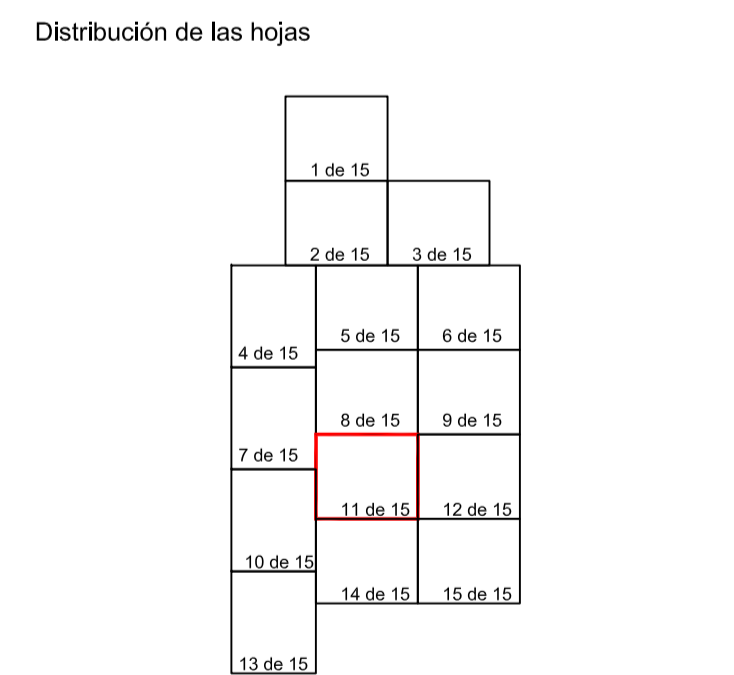 Distribución de las hojas
1 de 15
2 de 15
3 de 15
4 de 15
5 de 15
6 de 15
7 de 15
8 de 15
9 de 15
10 de 15
11 de 15
12 de 15
13 de 15
14 de 15
15 de 15